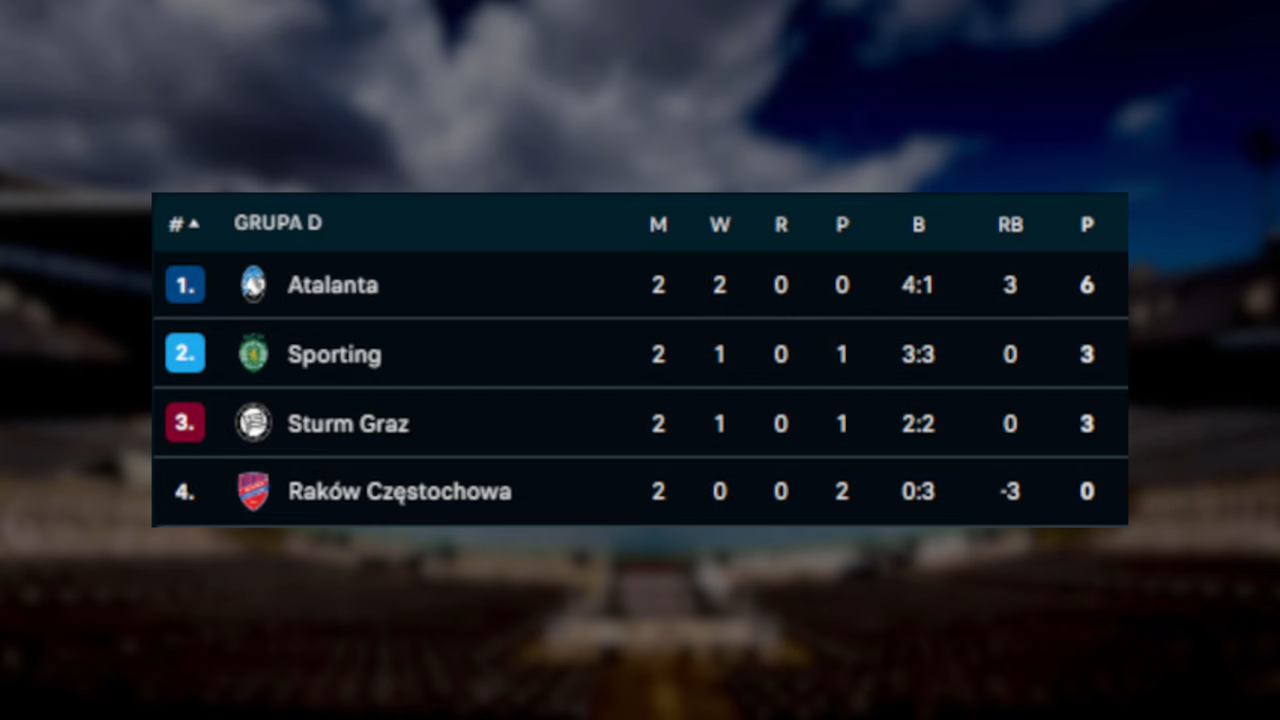 # GRUPA D M W R P B RB P
1. Atalanta 2 2 0 0 4:1 3 6
2. Sporting 2 1 0 1 3:3 0 3
3. Sturm Graz 2 1 0 1 2:2 0 3
4. Raków Częstochowa 2 0 0 2 0:3 -3 0